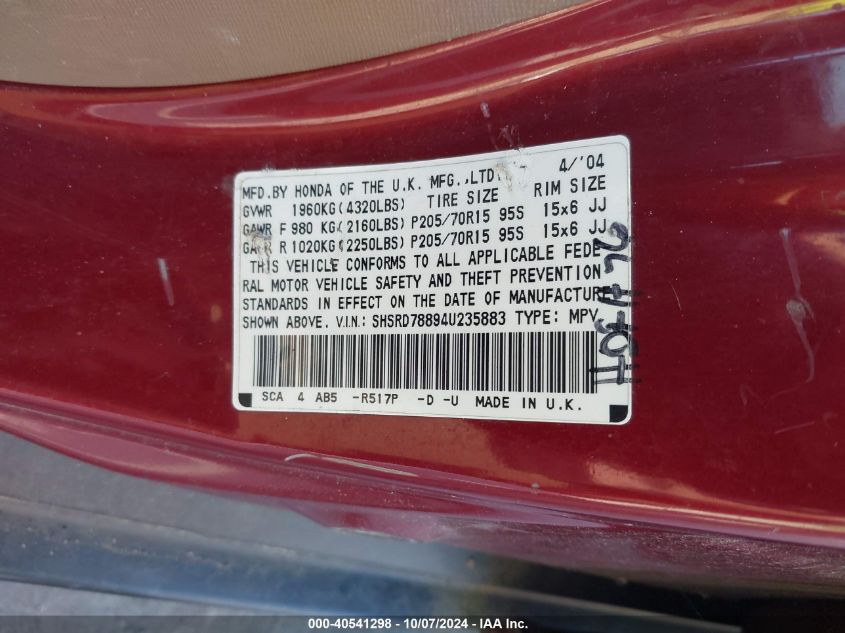 MFD.BY HONDA OF THE U.K. MFG.,LTD. 4/'04
GVWR 1960KG(4320LBS) TIRE SIZE RIM SIZE
GAWR F 980 KG(2160LBS) P205/70R15 95S 15x6 JJ
GAWR R 1020KG(2250LBS) P205/70R15 95S 15x6 JJ
THIS VEHICLE CONFORMS TO ALL APPLICABLE FEDE
RAL MOTOR VEHICLE SAFETY AND THEFT PREVENTION
STANDARDS IN EFFECT ON THE DATE OF MANUFACTURE
SHOWN ABOVE. V.I.N.: SHSRD78894U235883 TYPE: MPV
SCA 4 AB5 -R517P -D -U MADE IN U.K.
000-40541298 - 10/07/2024 - IAA Inc.